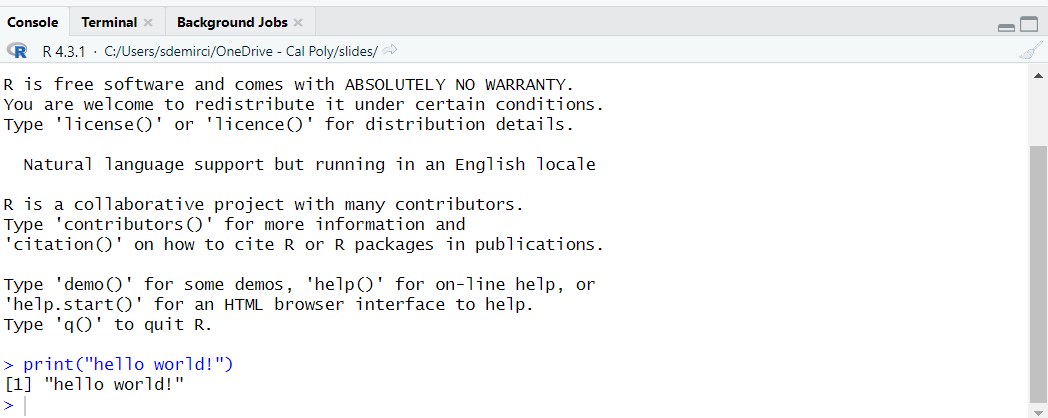 Console Terminal Background Jobs
R R 4.3.1 · C:/Users/sdemirci/OneDrive - Cal Poly/slides/
R is free software and comes with ABSOLUTELY NO WARRANTY.
You are welcome to redistribute it under certain conditions.
Type 'license()' or 'licence()' for distribution details.
Natural language support but running in an English locale
R is a collaborative project with many contributors.
Type 'contributors()' for more information and
'citation()' on how to cite R or R packages in publications.
Type 'demo()' for some demos, 'help()' for on-line help, or
'help.start()' for an HTML browser interface to help.
Type 'q()' to quit R.
> print("hello world!")
[1] "hello world!"
>